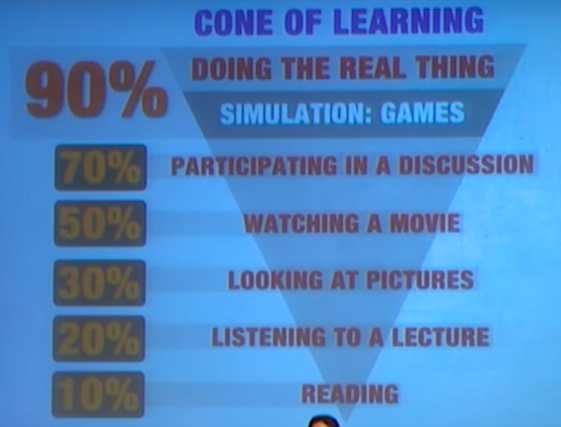 CONE OF LEARNING
90% DOING THE REAL THING
SIMULATION: GAMES
70% PARTICIPATING IN A DISCUSSION
50% WATCHING A MOVIE
30% LOOKING AT PICTURES
20% LISTENING TO A LECTURE
10% READING